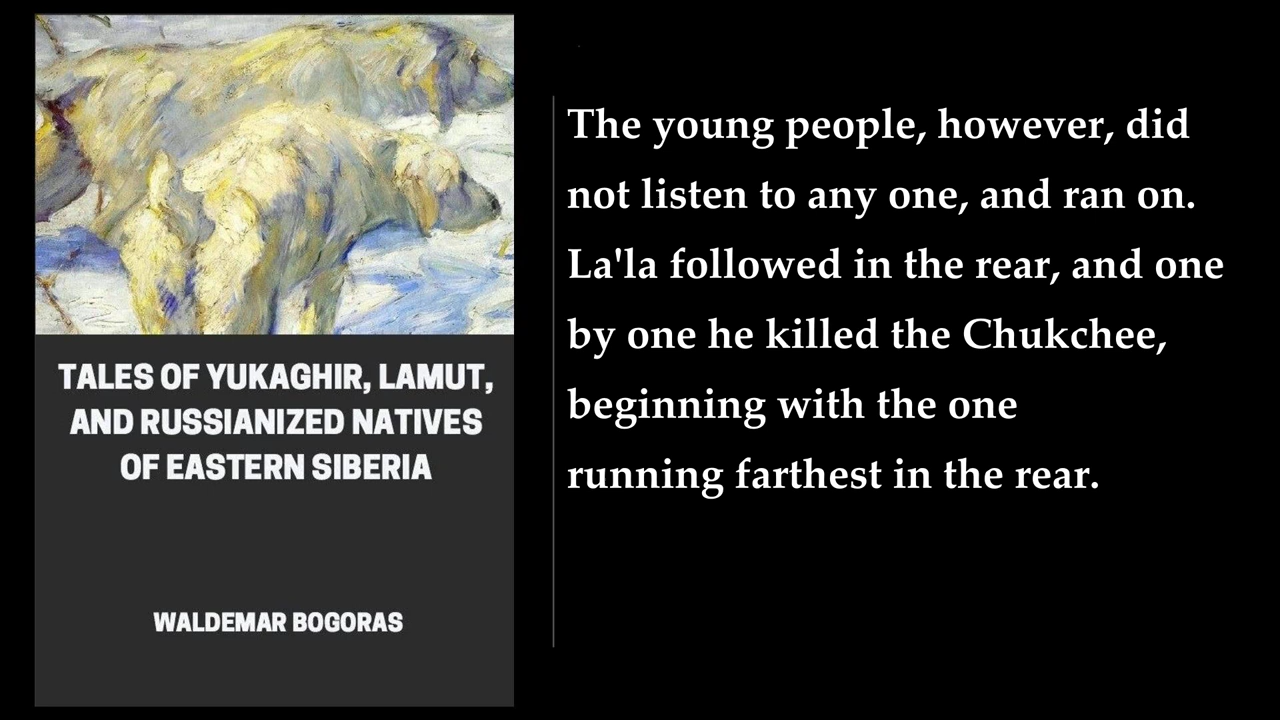 TALES OF YUKAGHIR, LAMUT,
AND RUSSIANIZED NATIVES
OF EASTERN SIBERIA
WALDEMAR BOGORAS
The young people, however, did
not listen to any one, and ran on.
La'la followed in the rear, and one
by one he killed the Chukchee,
beginning with the one
running farthest in the rear.